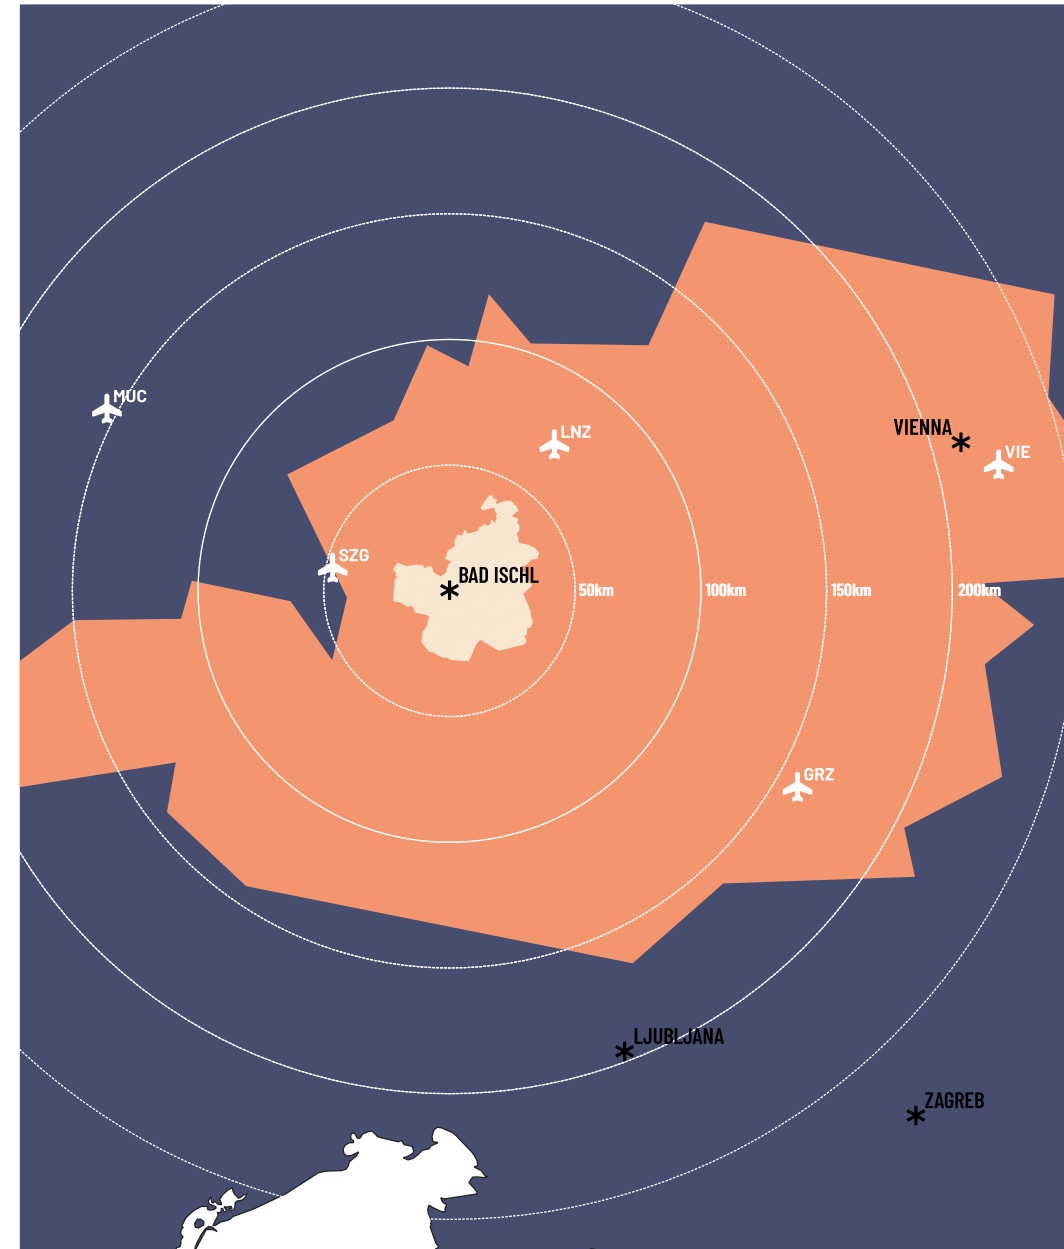 MUC
LNZ
VIENNA
VIE
SZG
BAD ISCHL
50km
100km
150km
200km
GRZ
LJUBLJANA
ZAGREB